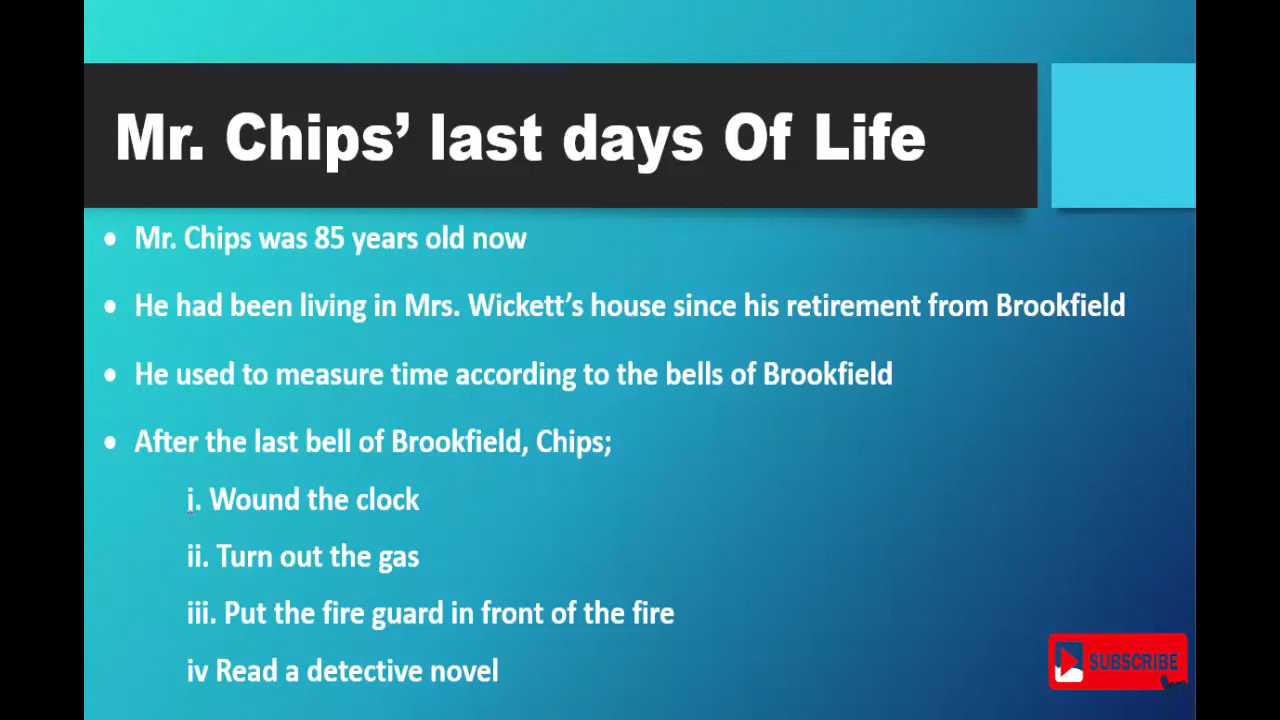 Mr. Chips’ last days Of Life
• Mr. Chips was 85 years old now
• He had been living in Mrs. Wickett’s house since his retirement from Brookfield
• He used to measure time according to the bells of Brookfield
• After the last bell of Brookfield, Chips;
i. Wound the clock
ii. Turn out the gas
iii. Put the fire guard in front of the fire
iv Read a detective novel
SUBSCRIBE